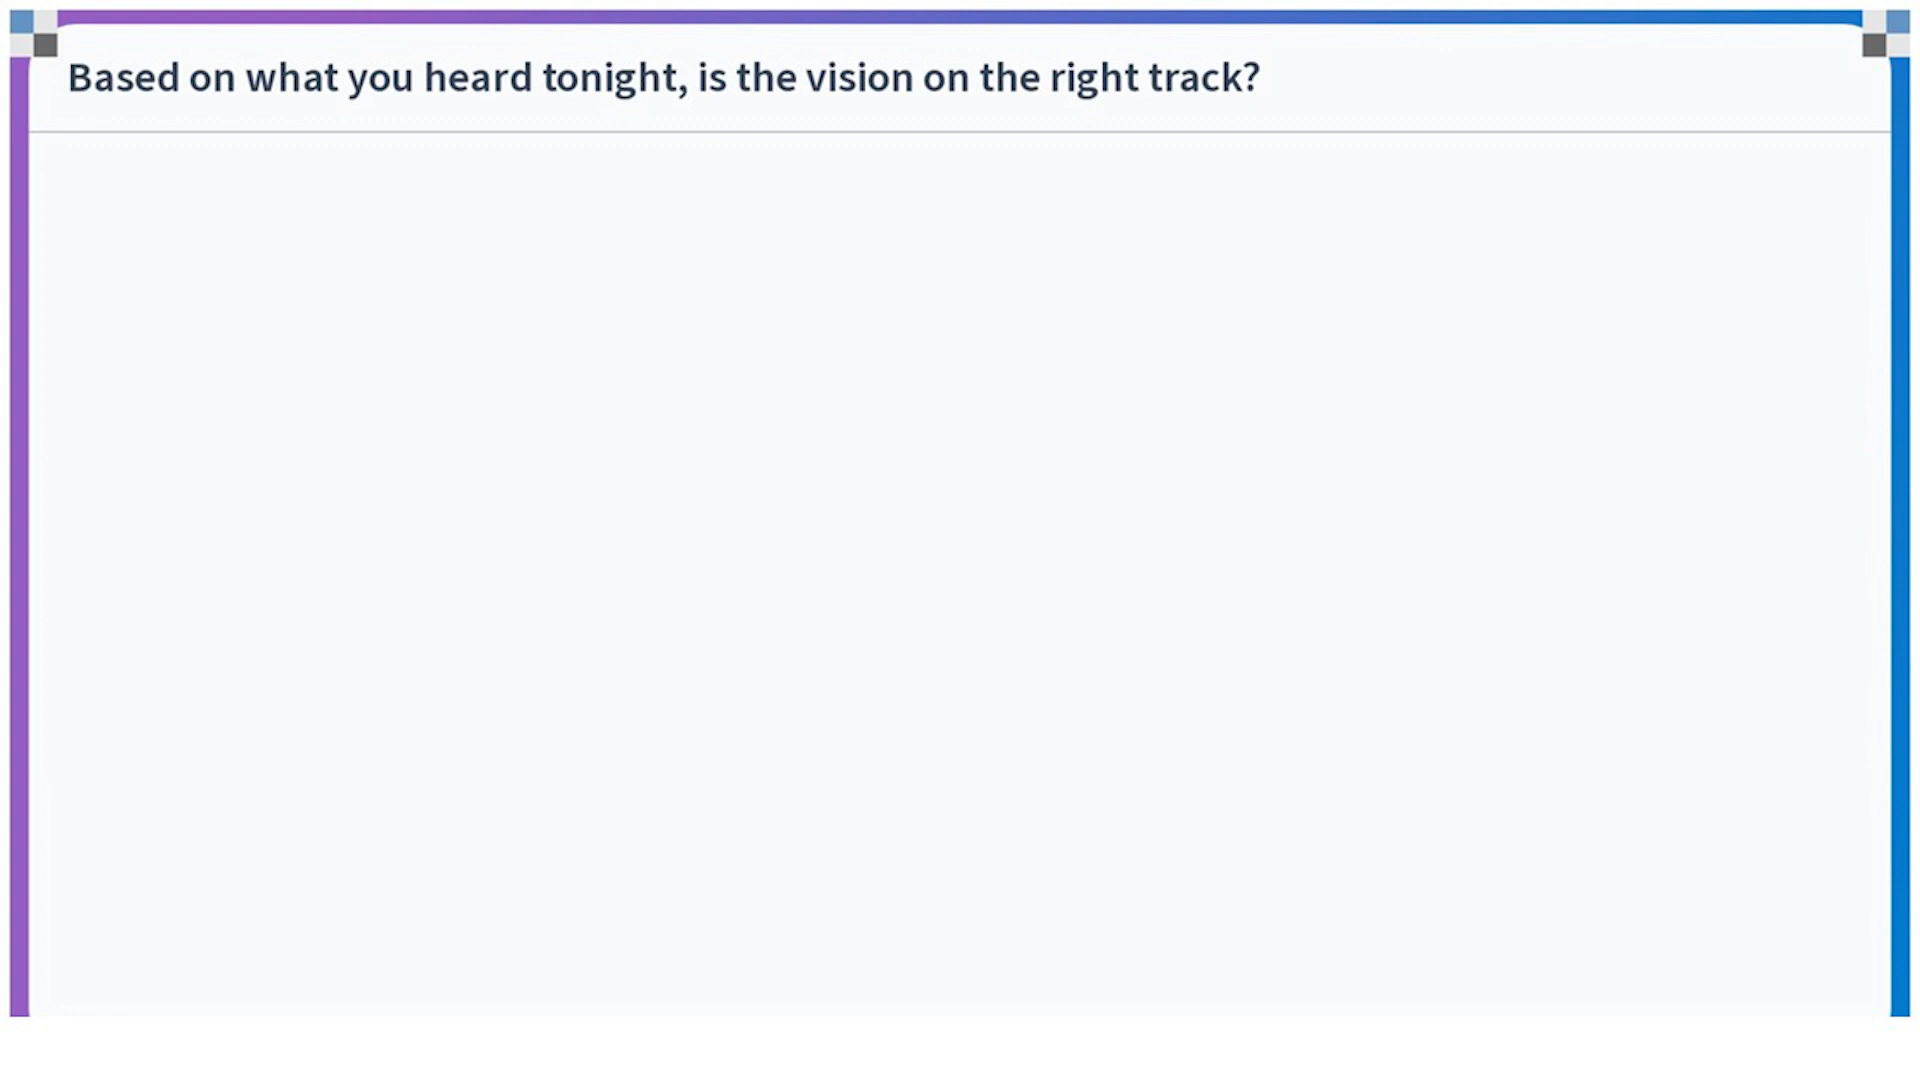 Based on what you heard tonight, is the vision on the right track?